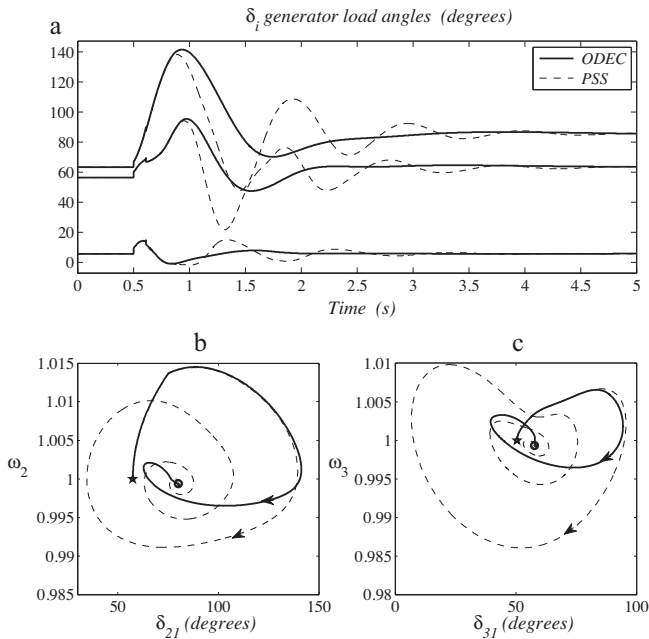 δi generator load angles (degrees)
a
140
120
100
80
60
40
20
0
ODEC
PSS
0 0.5 1 1.5 2 2.5 3 3.5 4 4.5 5
Time (s)
b
1.015
1.01
1.005
1
0.995
0.99
0.985
ω2
50 100 150
δ21 (degrees)
c
1.01
1.005
1
0.995
0.99
0.985
0.98
ω3
0 50 100
δ31 (degrees)